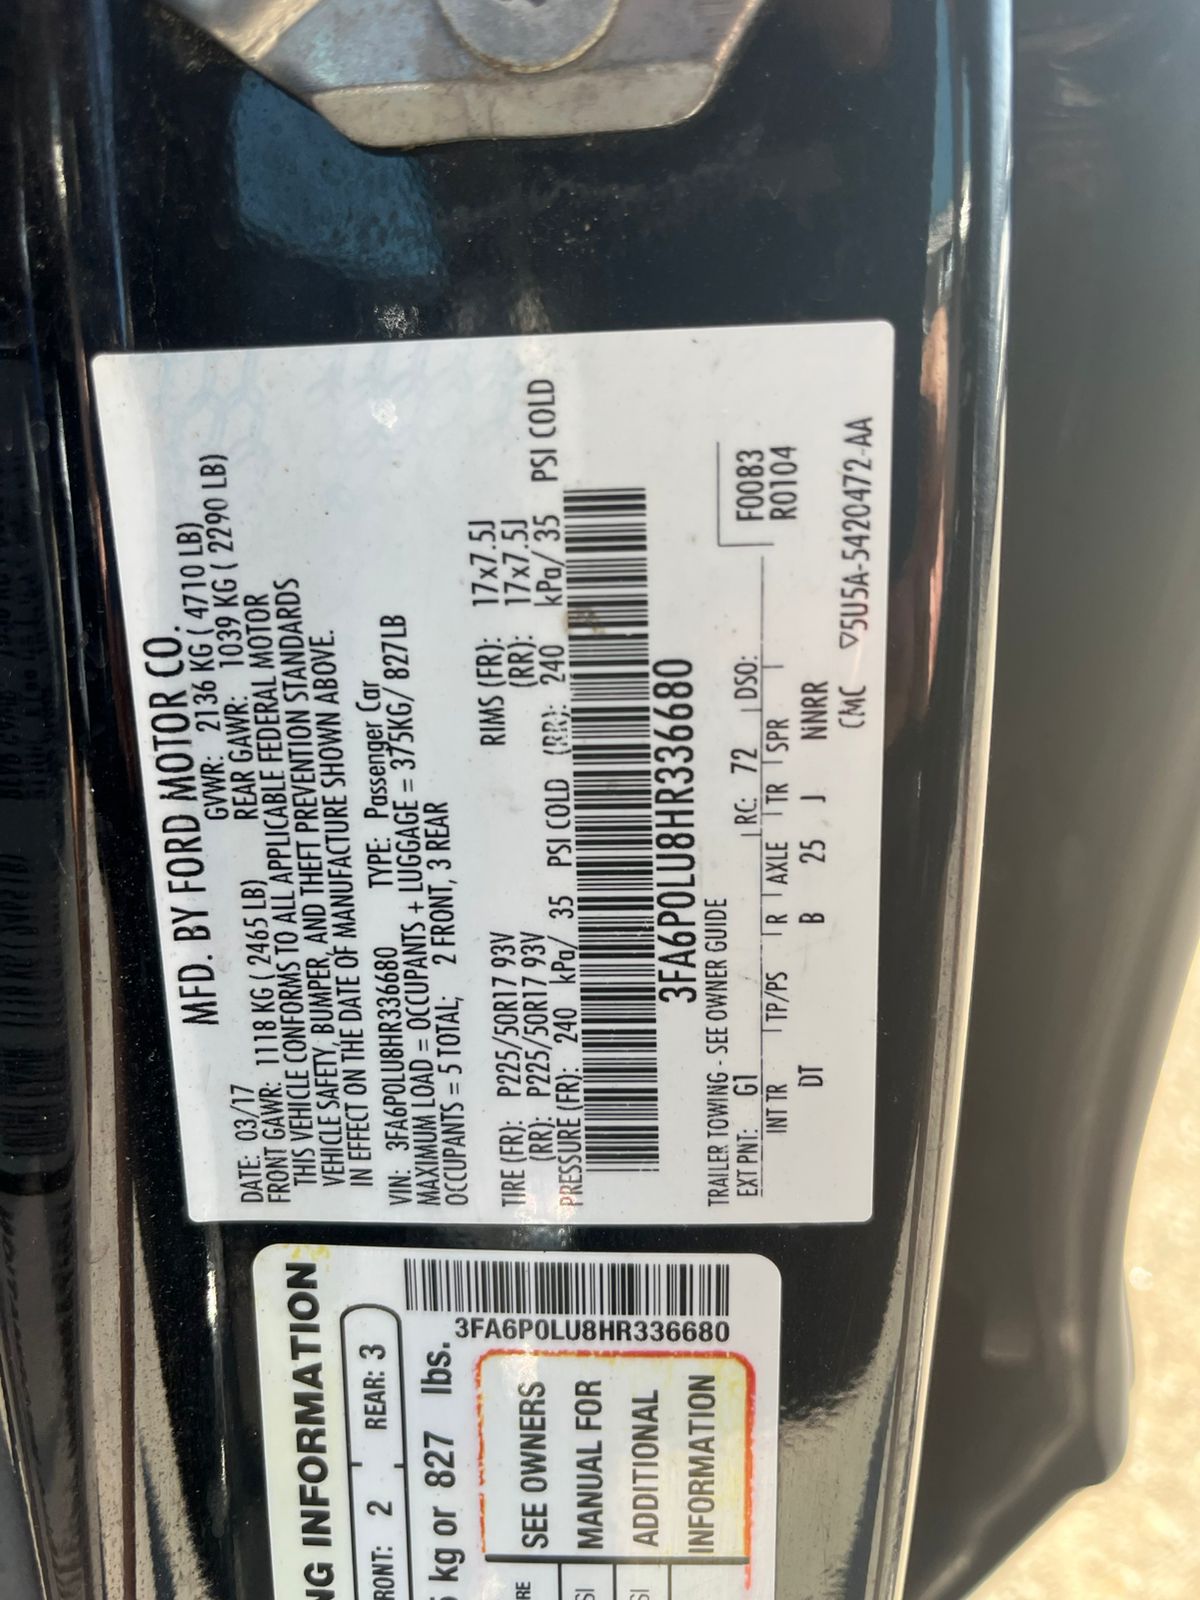 MFD. BY FORD MOTOR CO.
DATE: 03/17 GVWR: 2136 KG ( 4710 LB)
FRONT GAWR: 1118 KG ( 2465 LB) REAR GAWR: 1039 KG ( 2290 LB)
THIS VEHICLE CONFORMS TO ALL APPLICABLE FEDERAL MOTOR
VEHICLE SAFETY, BUMPER, AND THEFT PREVENTION STANDARDS
IN EFFECT ON THE DATE OF MANUFACTURE SHOWN ABOVE.
VIN: 3FA6P0LU8HR336680 TYPE: Passenger Car
MAXIMUM LOAD = OCCUPANTS + LUGGAGE = 375KG/ 827LB
OCCUPANTS = 5 TOTAL; 2 FRONT, 3 REAR
TIRE (FR): P225/50R17 93V RIMS (FR): 17x7.5J
(RR): P225/50R17 93V (RR): 17x7.5J
PRESSURE (FR): 240 kPa/ 35 PSI COLD (RR): 240 kPa/ 35 PSI COLD
3FA6P0LU8HR336680
TRAILER TOWING - SEE OWNER GUIDE
EXT PNT: G1 RC: 72 DSO: F0083
INT TR TP/PS R AXLE TR SPR R0104
DT B 25 J NNRR
CMC ▽5U5A-5420472-AA
NG INFORMATION
RONT: 2 REAR: 3
kg or 827 lbs.
3FA6P0LU8HR336680
SEE OWNERS
MANUAL FOR
ADDITIONAL
INFORMATION
RE
SI
SI